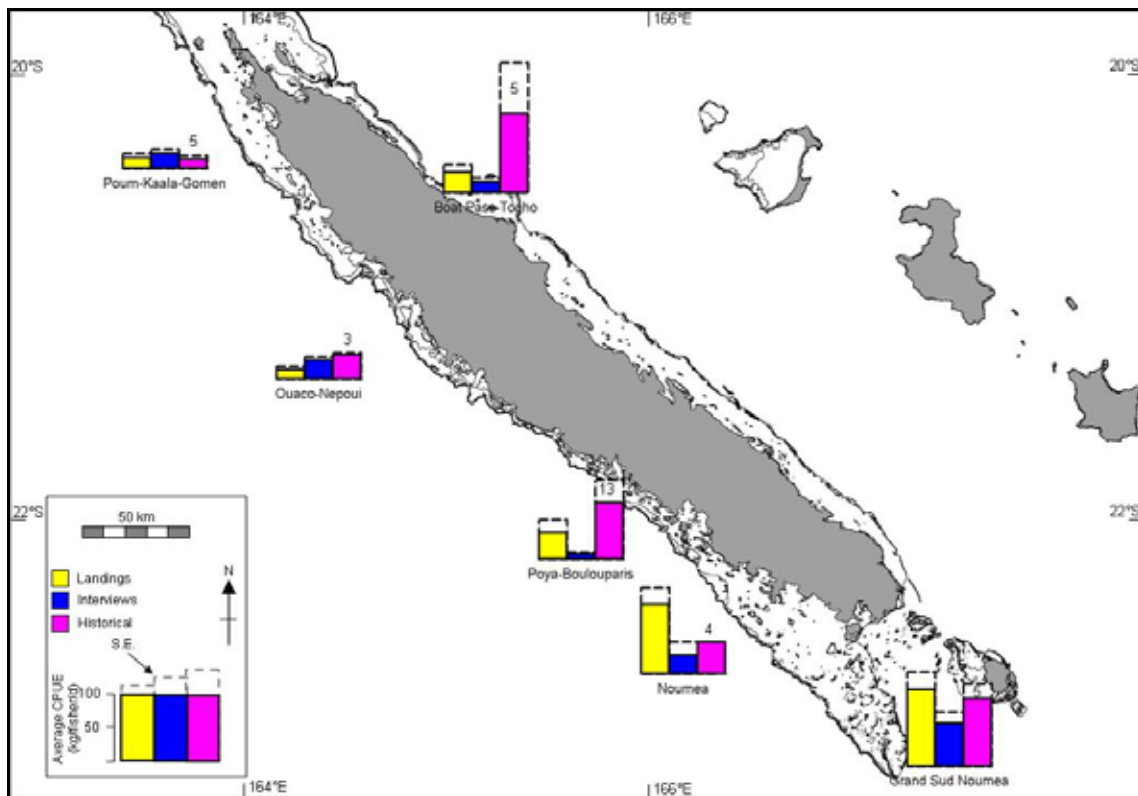 164°E
166°E
20°S
20°S
5
5
Poum-Kaala-Gomen
Boat Pass-Touho
3
Ouaco-Nepoui
22°S
22°S
13
Poya-Boulouparis
4
Noumea
5
Grand Sud Noumea
50 km
N
Landings
Interviews
Historical
S.E.
100
50
Average CPUE
(kg/fisher/d)
164°E
166°E